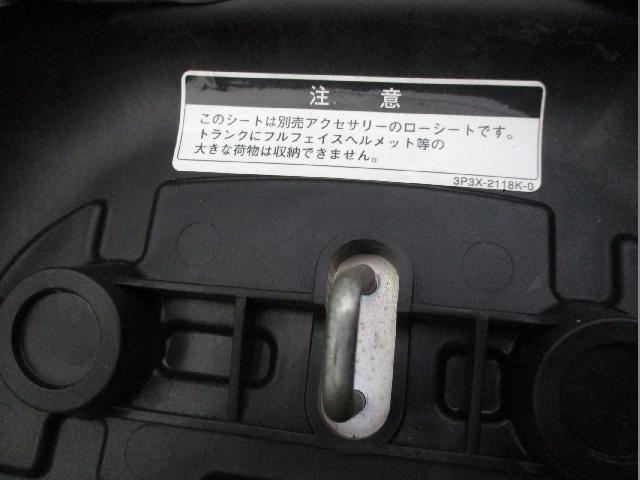 注 意
このシートは別売アクセサリーのローシートです。
トランクにフルフェイスヘルメット等の
大きな荷物は収納できません。
3P3X-2118K-0